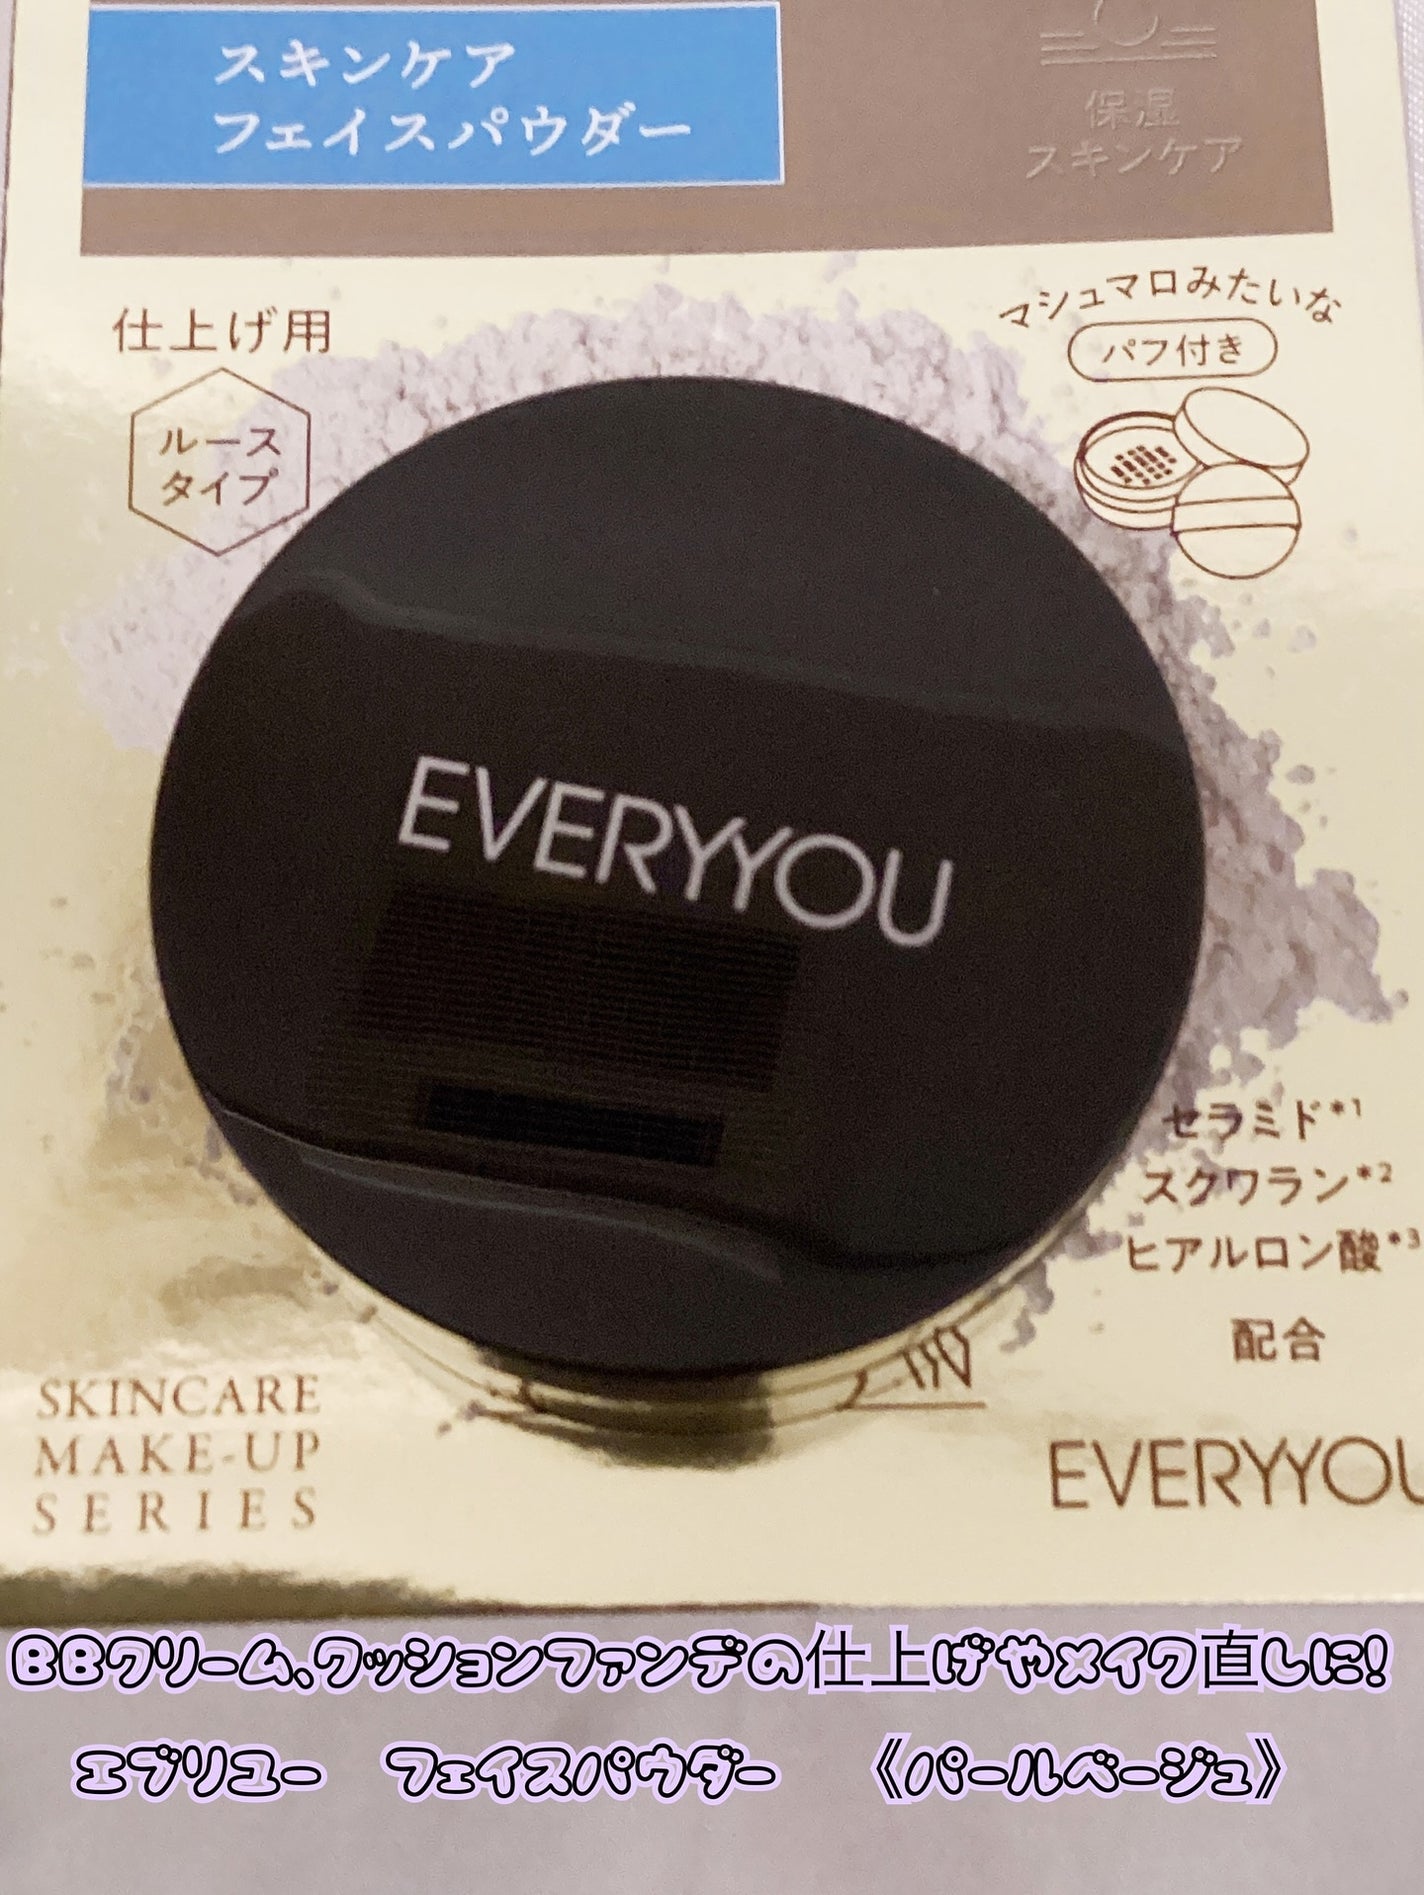 スキンケア
フェイスパウダー
保湿
スキンケア
仕上げ用
ルース
タイプ
マシュマロみたいな
パフ付き
EVERYYOU
セラミド*1
スクワラン*2
ヒアルロン酸*3
配合
SKINCARE
MAKE-UP
SERIES
EVERYYOU
BBクリーム、クッションファンデの仕上げやメイク直しに!
エブリユー　フェイスパウダー　《パールベージュ》